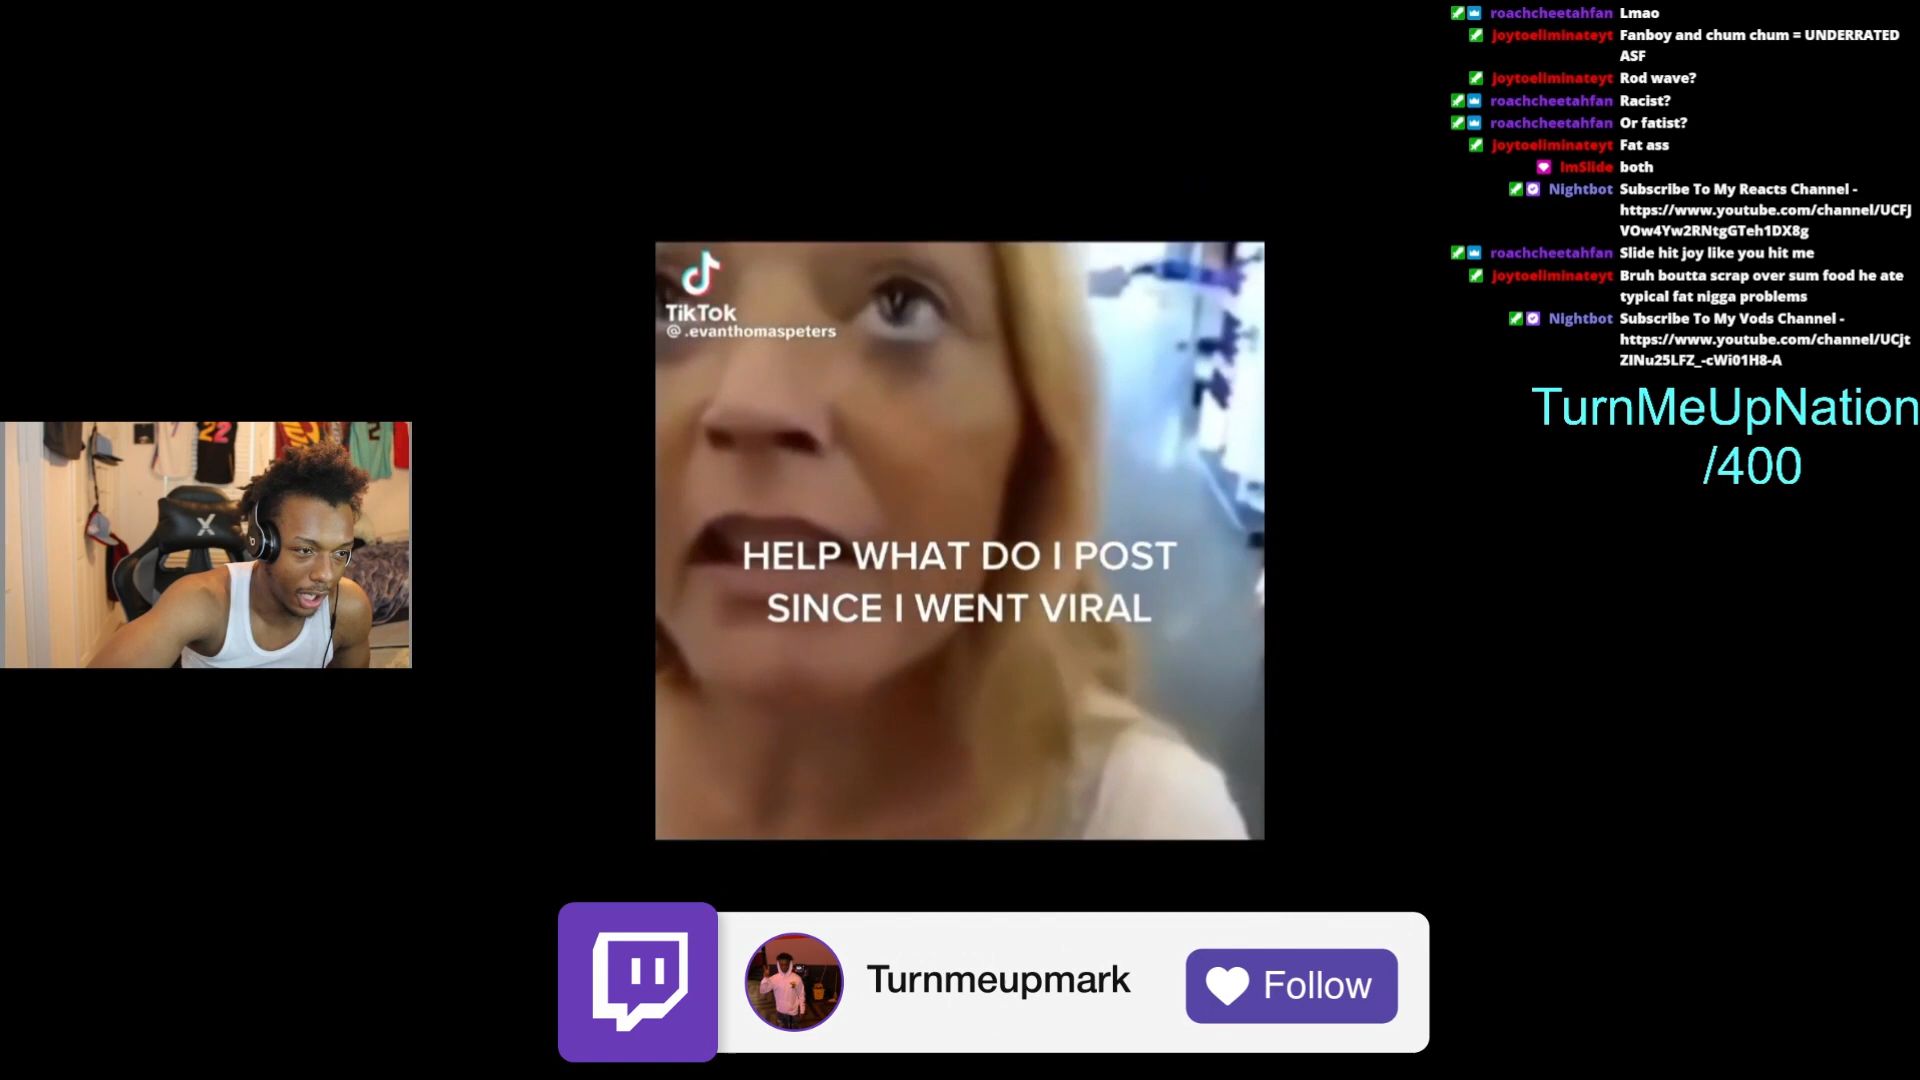 roachcheetahfan Lmao
joytoeliminateyt Fanboy and chum chum = UNDERRATED
ASF
joytoeliminateyt Rod wave?
roachcheetahfan Racist?
roachcheetahfan Or fatist?
joytoeliminateyt Fat ass
ImSlide both
Nightbot Subscribe To My Reacts Channel -
https://www.youtube.com/channel/UCFJ
VOw4Yw2RNtgGTeh1DX8g
roachcheetahfan Slide hit joy like you hit me
joytoeliminateyt Bruh boutta scrap over sum food he ate
typical fat nigga problems
Nightbot Subscribe To My Vods Channel -
https://www.youtube.com/channel/UCjt
ZINu25LFZ_-cWi01H8-A
TurnMeUpNation
/400
TikTok
@.evanthomaspeters
HELP WHAT DO I POST
SINCE I WENT VIRAL
Turnmeupmark
Follow